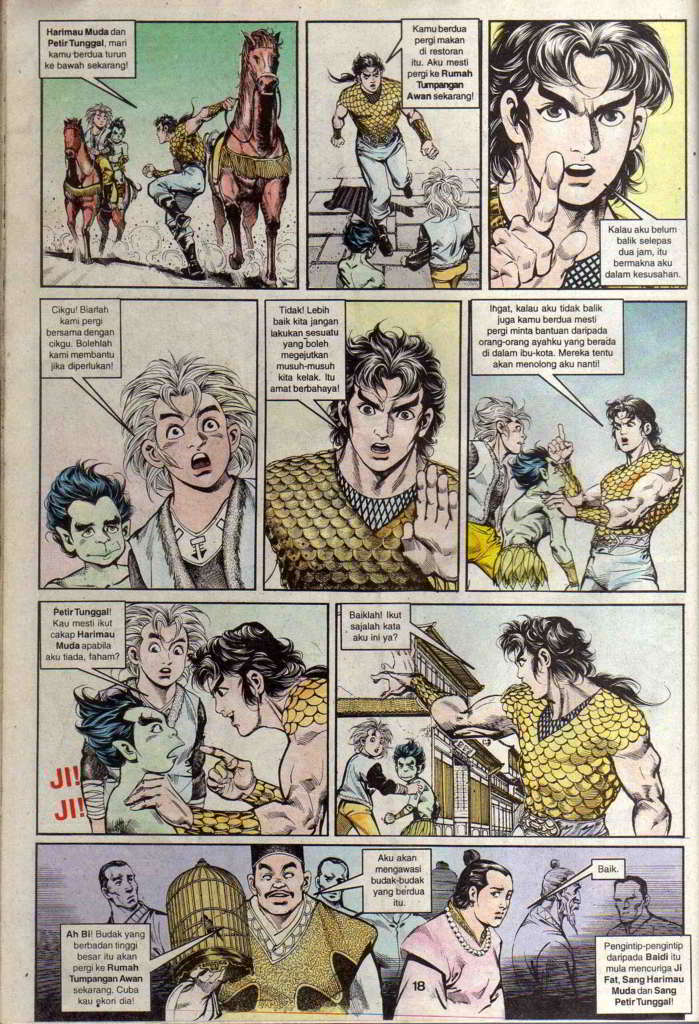 Harimau Muda dan
Petir Tunggal, mari
kamu berdua turun
ke bawah sekarang!
Kamu berdua
pergi makan
di restoran
itu. Aku mesti
pergi ke Rumah
Tumpangan
Awan sekarang!
Kalau aku belum
balik selepas
dua jam, itu
bermakna aku
dalam kesusahan.
Cikgu! Biarlah
kami pergi
bersama dengan
cikgu. Bolehlah
kami membantu
jika diperlukan!
Tidak! Lebih
baik kita jangan
lakukan sesuatu
yang boleh
megejutkan
musuh-musuh
kita kelak. Itu
amat berbahaya!
Ihgat, kalau aku tidak balik
juga kamu berdua mesti
pergi minta bantuan daripada
orang-orang ayahku yang berada
di dalam ibu-kota. Mereka tentu
akan menolong aku nanti!
Petir Tunggal!
Kau mesti ikut
cakap Harimau
Muda apabila
aku tiada, faham?
JI!
JI!
Baiklah! Ikut
sajalah kata
aku ini ya?
Ah Bi! Budak yang
berbadan tinggi
besar itu akan
pergi ke Rumah
Tumpangan Awan
sekarang. Cuba
kau ekori dia!
Aku akan
mengawasi
budak-budak
yang berdua
itu.
Baik.
Pengintip-pengintip
daripada Baidi itu
mula mencurigai Ji
Fat, Sang Harimau
Muda dan Sang
Petir Tunggal!
18